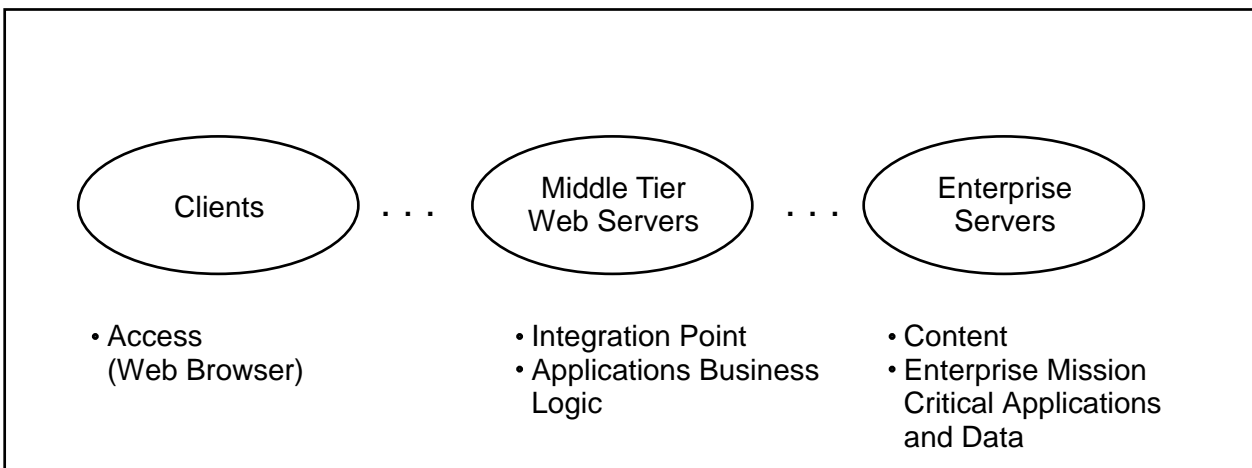 Clients
. . .
Middle Tier
Web Servers
. . .
Enterprise
Servers
• Access
(Web Browser)
• Integration Point
• Applications Business
Logic
• Content
• Enterprise Mission
Critical Applications
and Data